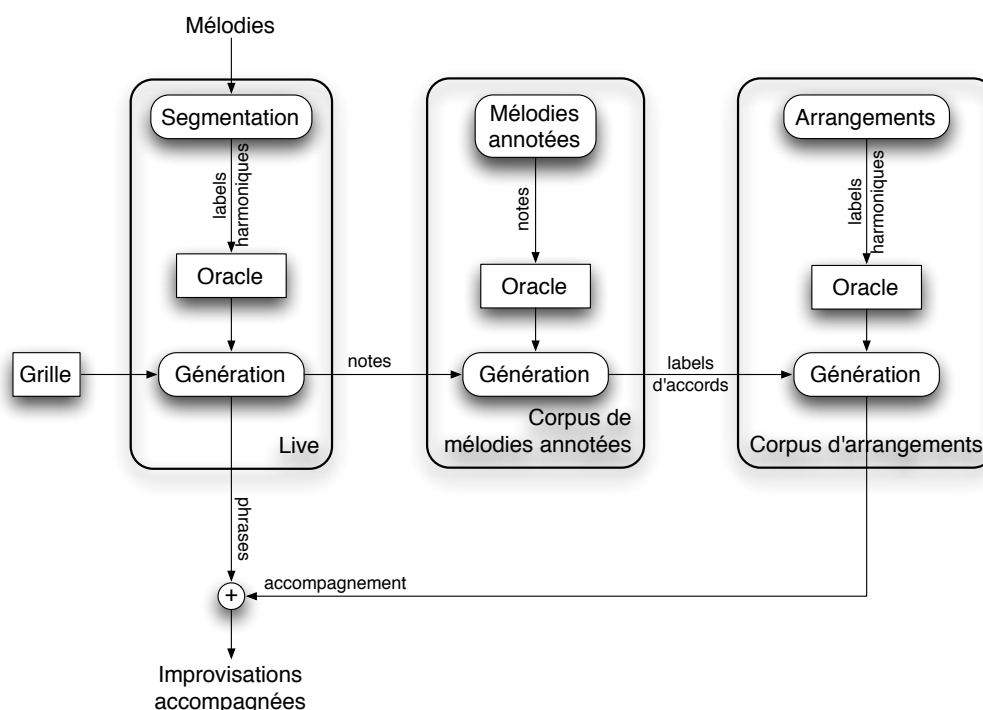 Mélodies
Segmentation
Mélodies
annotées
Arrangements
labels
harmoniques
notes
labels
harmoniques
Oracle
Oracle
Oracle
Grille
Génération
notes
Génération
labels
d'accords
Génération
Live
Corpus de
mélodies annotées
Corpus d'arrangements
phrases
accompagnement
+
Improvisations
accompagnées